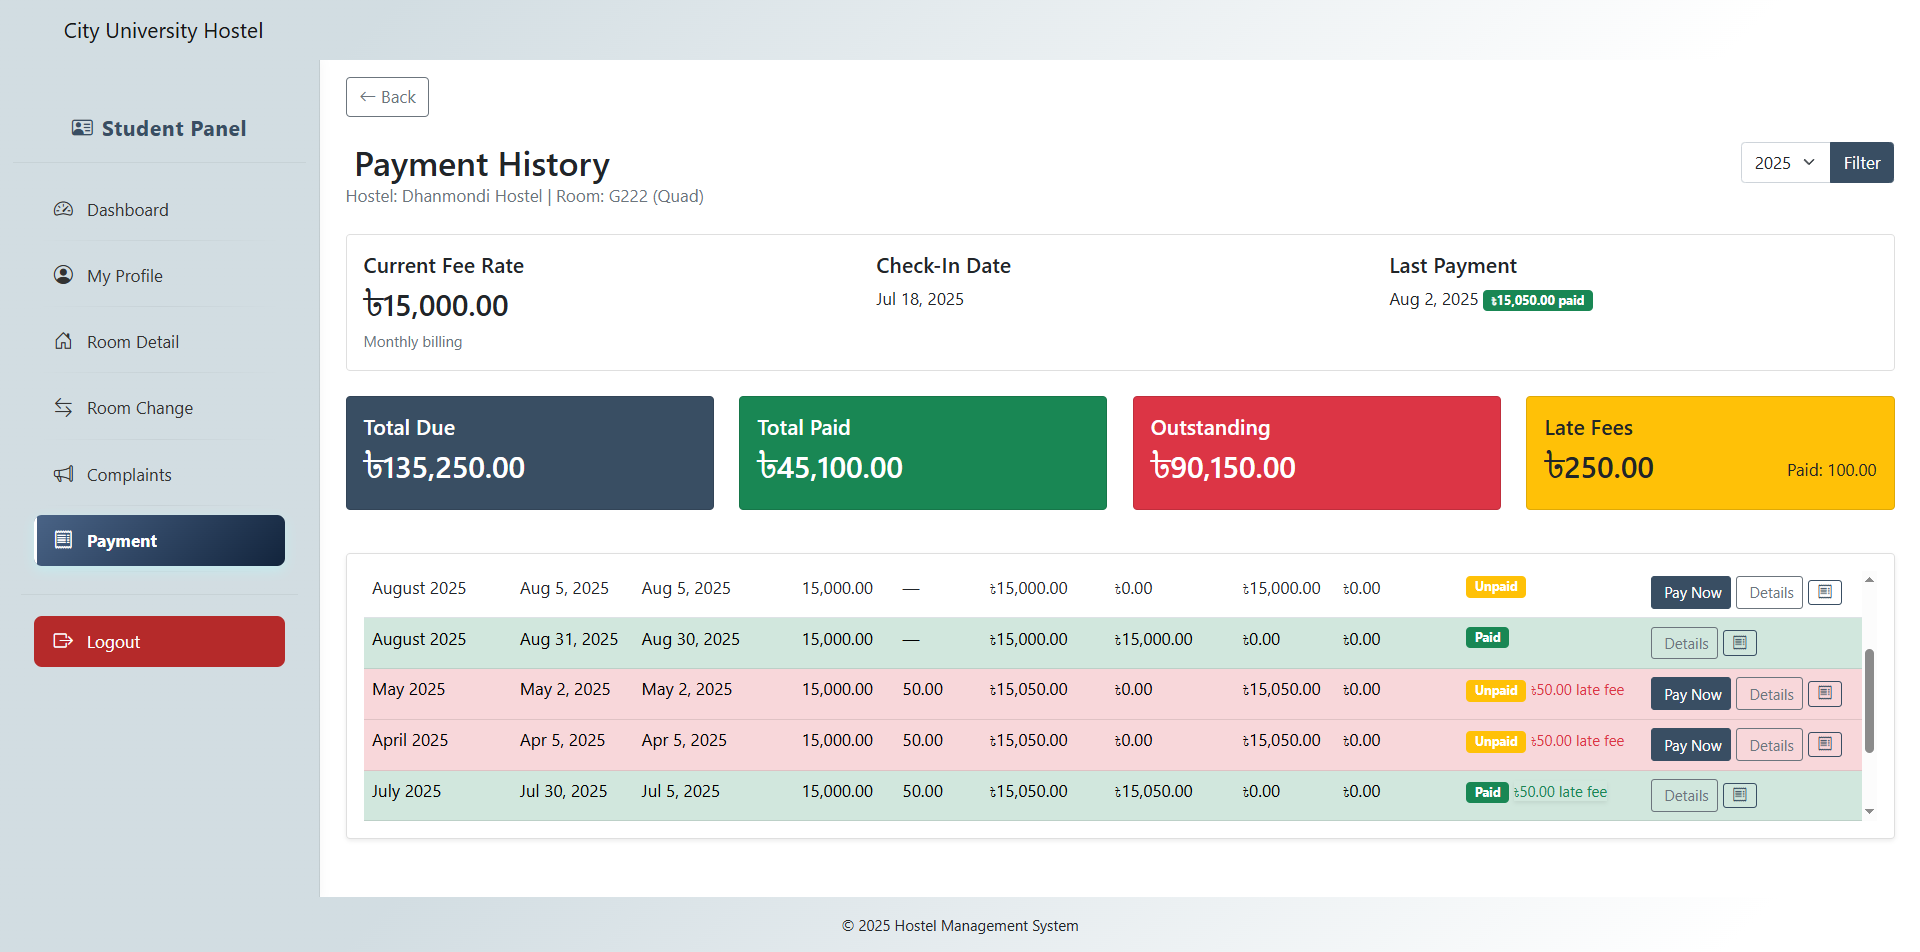 City University Hostel
Student Panel
Dashboard
My Profile
Room Detail
Room Change
Complaints
Payment
Logout
← Back
Payment History
Hostel: Dhanmondi Hostel | Room: G222 (Quad)
2025 Filter
Current Fee Rate
৳15,000.00
Monthly billing
Check-In Date
Jul 18, 2025
Last Payment
Aug 2, 2025 ৳15,050.00 paid
Total Due
৳135,250.00
Total Paid
৳45,100.00
Outstanding
৳90,150.00
Late Fees
৳250.00 Paid: 100.00
August 2025 Aug 5, 2025 Aug 5, 2025 15,000.00 — ৳15,000.00 ৳0.00 ৳15,000.00 ৳0.00 Unpaid Pay Now Details
August 2025 Aug 31, 2025 Aug 30, 2025 15,000.00 — ৳15,000.00 ৳15,000.00 ৳0.00 ৳0.00 Paid Details
May 2025 May 2, 2025 May 2, 2025 15,000.00 50.00 ৳15,050.00 ৳0.00 ৳15,050.00 ৳0.00 Unpaid ৳50.00 late fee Pay Now Details
April 2025 Apr 5, 2025 Apr 5, 2025 15,000.00 50.00 ৳15,050.00 ৳0.00 ৳15,050.00 ৳0.00 Unpaid ৳50.00 late fee Pay Now Details
July 2025 Jul 30, 2025 Jul 5, 2025 15,000.00 50.00 ৳15,050.00 ৳15,050.00 ৳0.00 ৳0.00 Paid ৳50.00 late fee Details
© 2025 Hostel Management System